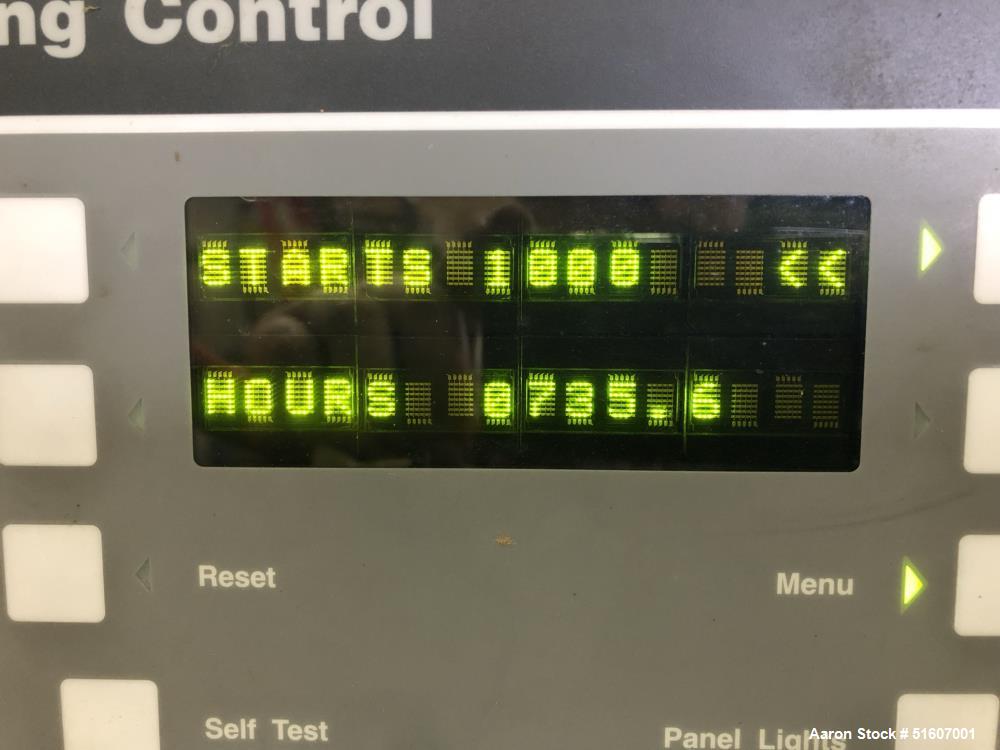 ng Control
STARTS 1000 <<
HOURS 0735.6
Reset
Menu
Self Test
Panel Lights
Aaron Stock # 51607001